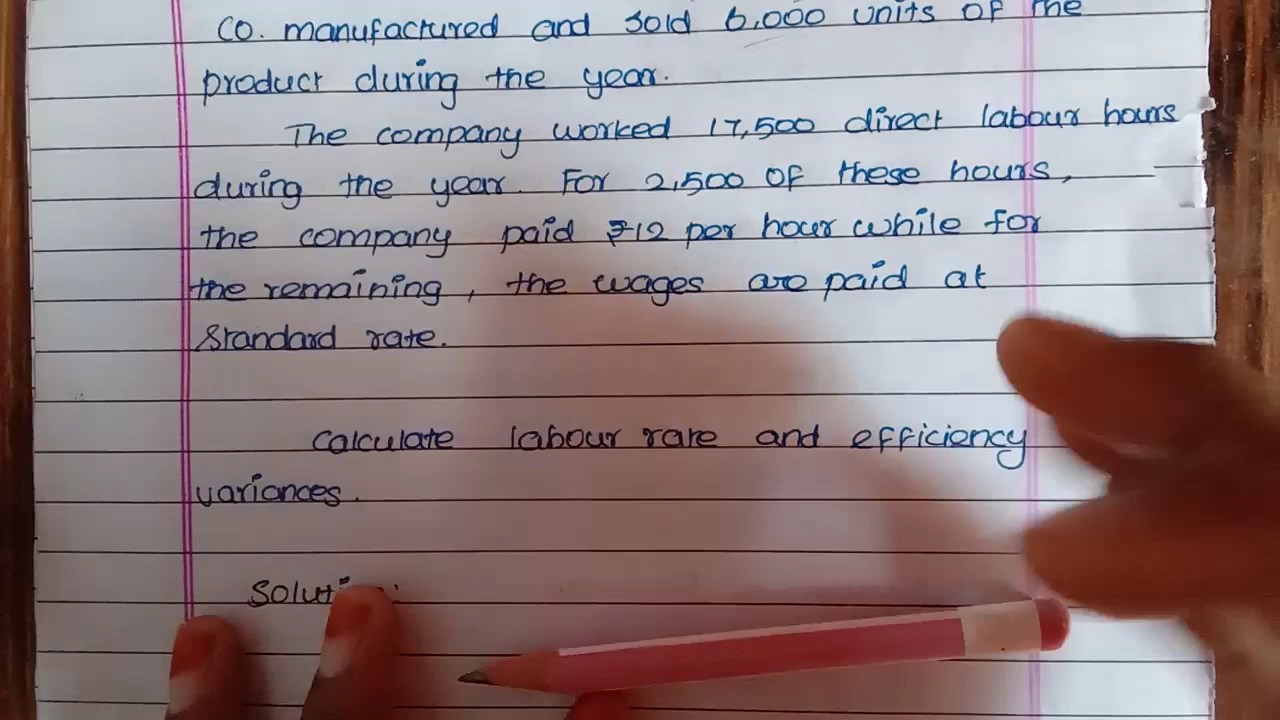 Co. manufactured and sold 6,000 units of the
product during the year.
The company worked 17,500 direct labour hours
during the year. For 2,500 of these hours,
the company paid ₹12 per hour while for
the remaining, the wages are paid at
standard rate.
Calculate labour rate and efficiency
variances.